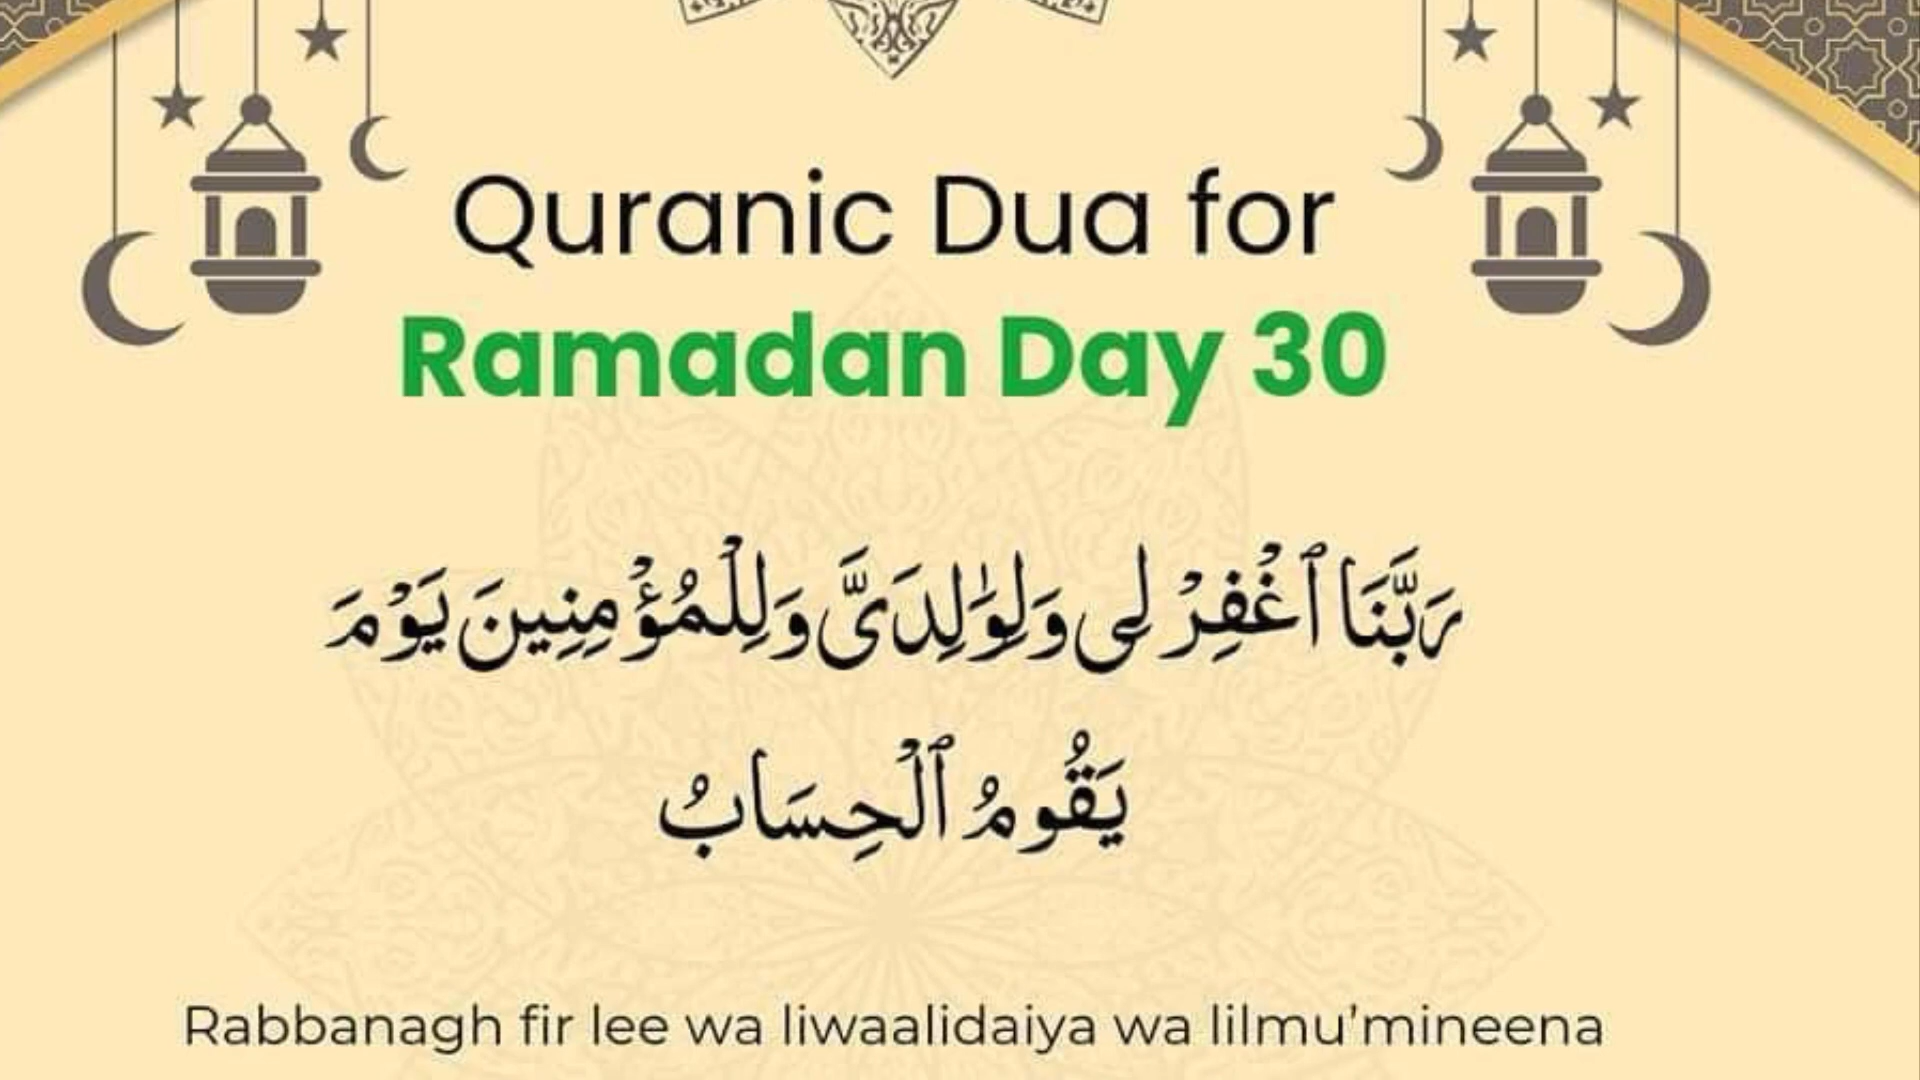 Quranic Dua for
Ramadan Day 30
رَبَّنَا ٱغْفِرْ لِى وَلِوَٰلِدَىَّ وَلِلْمُؤْمِنِينَ يَوْمَ
يَقُومُ ٱلْحِسَابُ
Rabbanagh fir lee wa liwaalidaiya wa lilmu’mineena